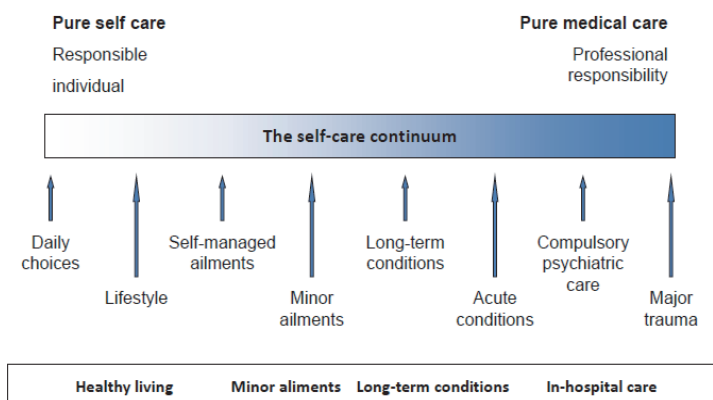 Pure self care
Responsible
individual
Pure medical care
Professional
responsibility
The self-care continuum
Daily
choices
Lifestyle
Self-managed
ailments
Minor
ailments
Long-term
conditions
Acute
conditions
Compulsory
psychiatric
care
Major
trauma
Healthy living Minor aliments Long-term conditions In-hospital care